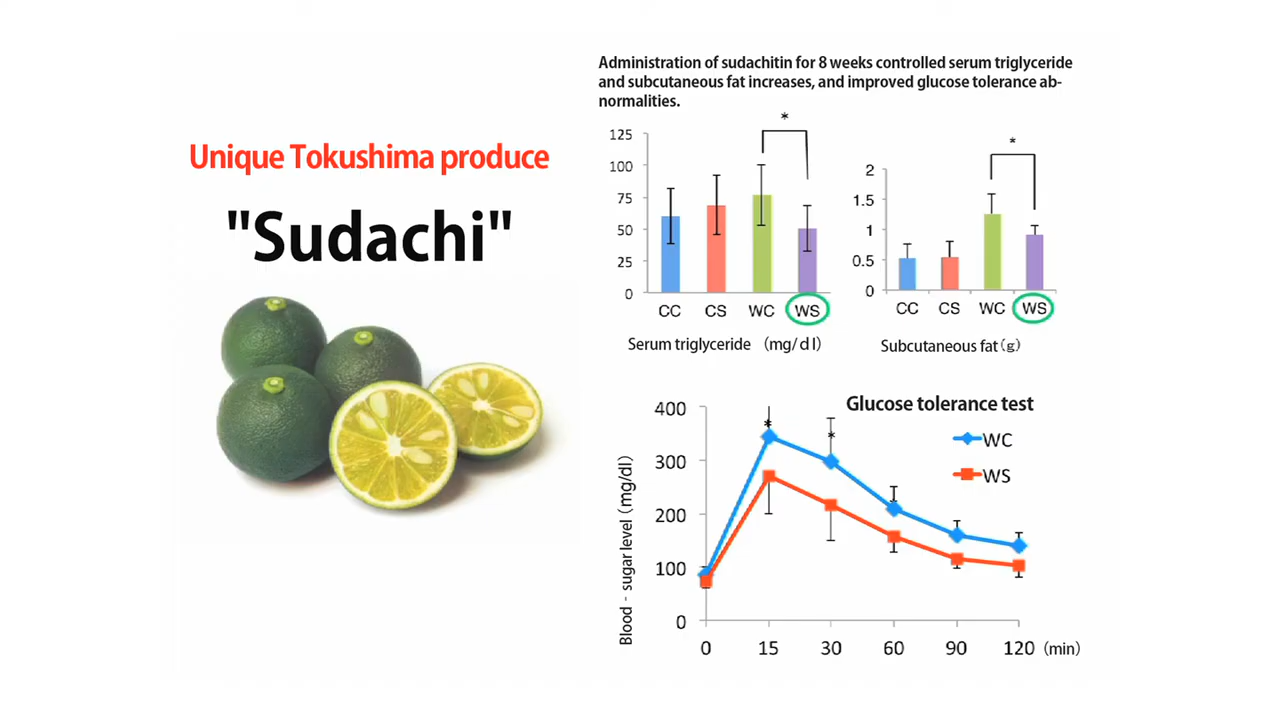 Unique Tokushima produce
"Sudachi"
Administration of sudachitin for 8 weeks controlled serum triglyceride
and subcutaneous fat increases, and improved glucose tolerance ab-
normalities.
*
125
100
75
50
25
0
CC CS WC WS
Serum triglyceride (mg/dl)
*
2
1.5
1
0.5
0
CC CS WC WS
Subcutaneous fat (g)
Glucose tolerance test
WC
WS
Blood - sugar level (mg/dl)
400
300
200
100
0
* *
0 15 30 60 90 120 (min)